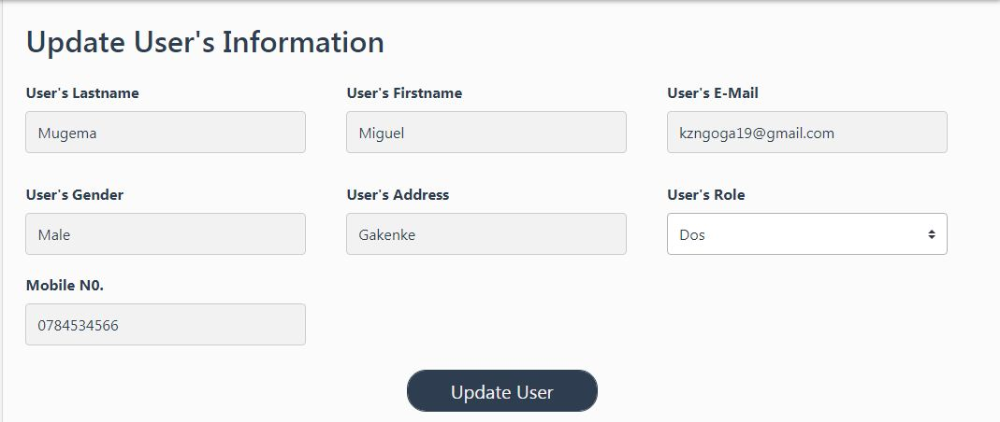 Update User's Information
User's Lastname User's Firstname User's E-Mail
Mugema Miguel kzngoga19@gmail.com
User's Gender User's Address User's Role
Male Gakenke Dos
Mobile N0.
0784534566
Update User